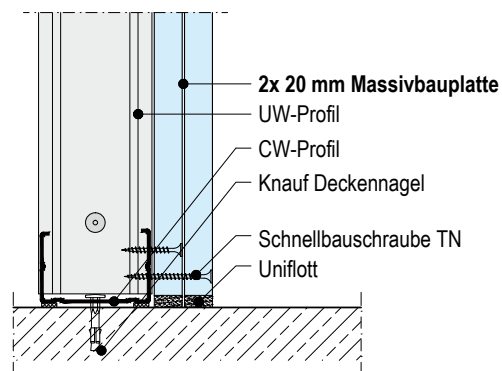 2x 20 mm Massivbauplatte
UW-Profil
CW-Profil
Knauf Deckennagel
Schnellbauschraube TN
Uniflott